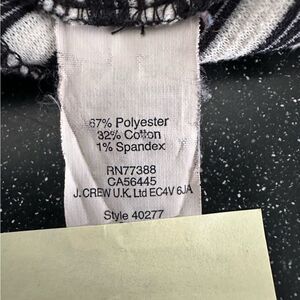 67% Polyester
32% Cotton
1% Spandex
RN77388
CA56445
J.CREW U.K. Ltd EC4V 6JA
Style 40277